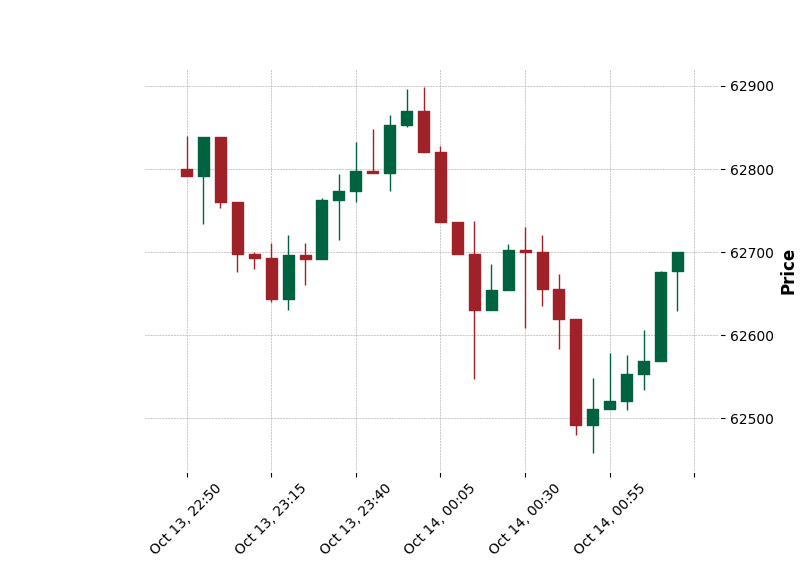 62900
62800
62700
62600
62500
Price
Oct 13, 22:50
Oct 13, 23:15
Oct 13, 23:40
Oct 14, 00:05
Oct 14, 00:30
Oct 14, 00:55